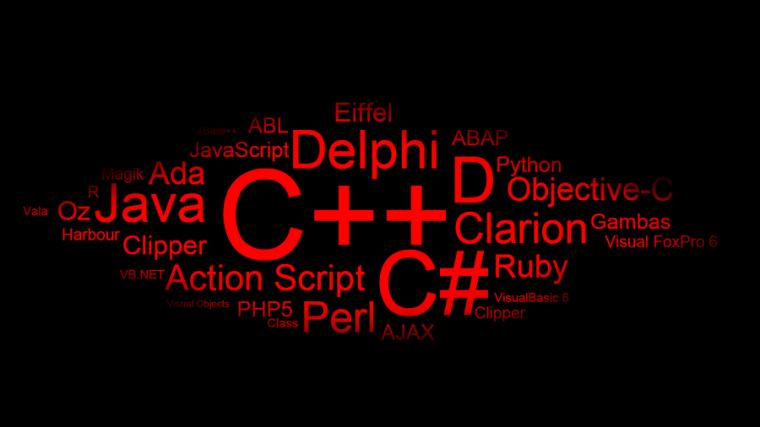 Eiffel
ABL
JavaScript
Delphi
ABAP
Magik
Ada
Python
R
D
Objective-C
Vala
Oz
Java
C++
Clarion
Gambas
Harbour
Clipper
Visual FoxPro 6
VB.NET
Action Script
C#
Ruby
Visual Objects
PHP5
VisualBasic 6
Class
Perl
Clipper
AJAX